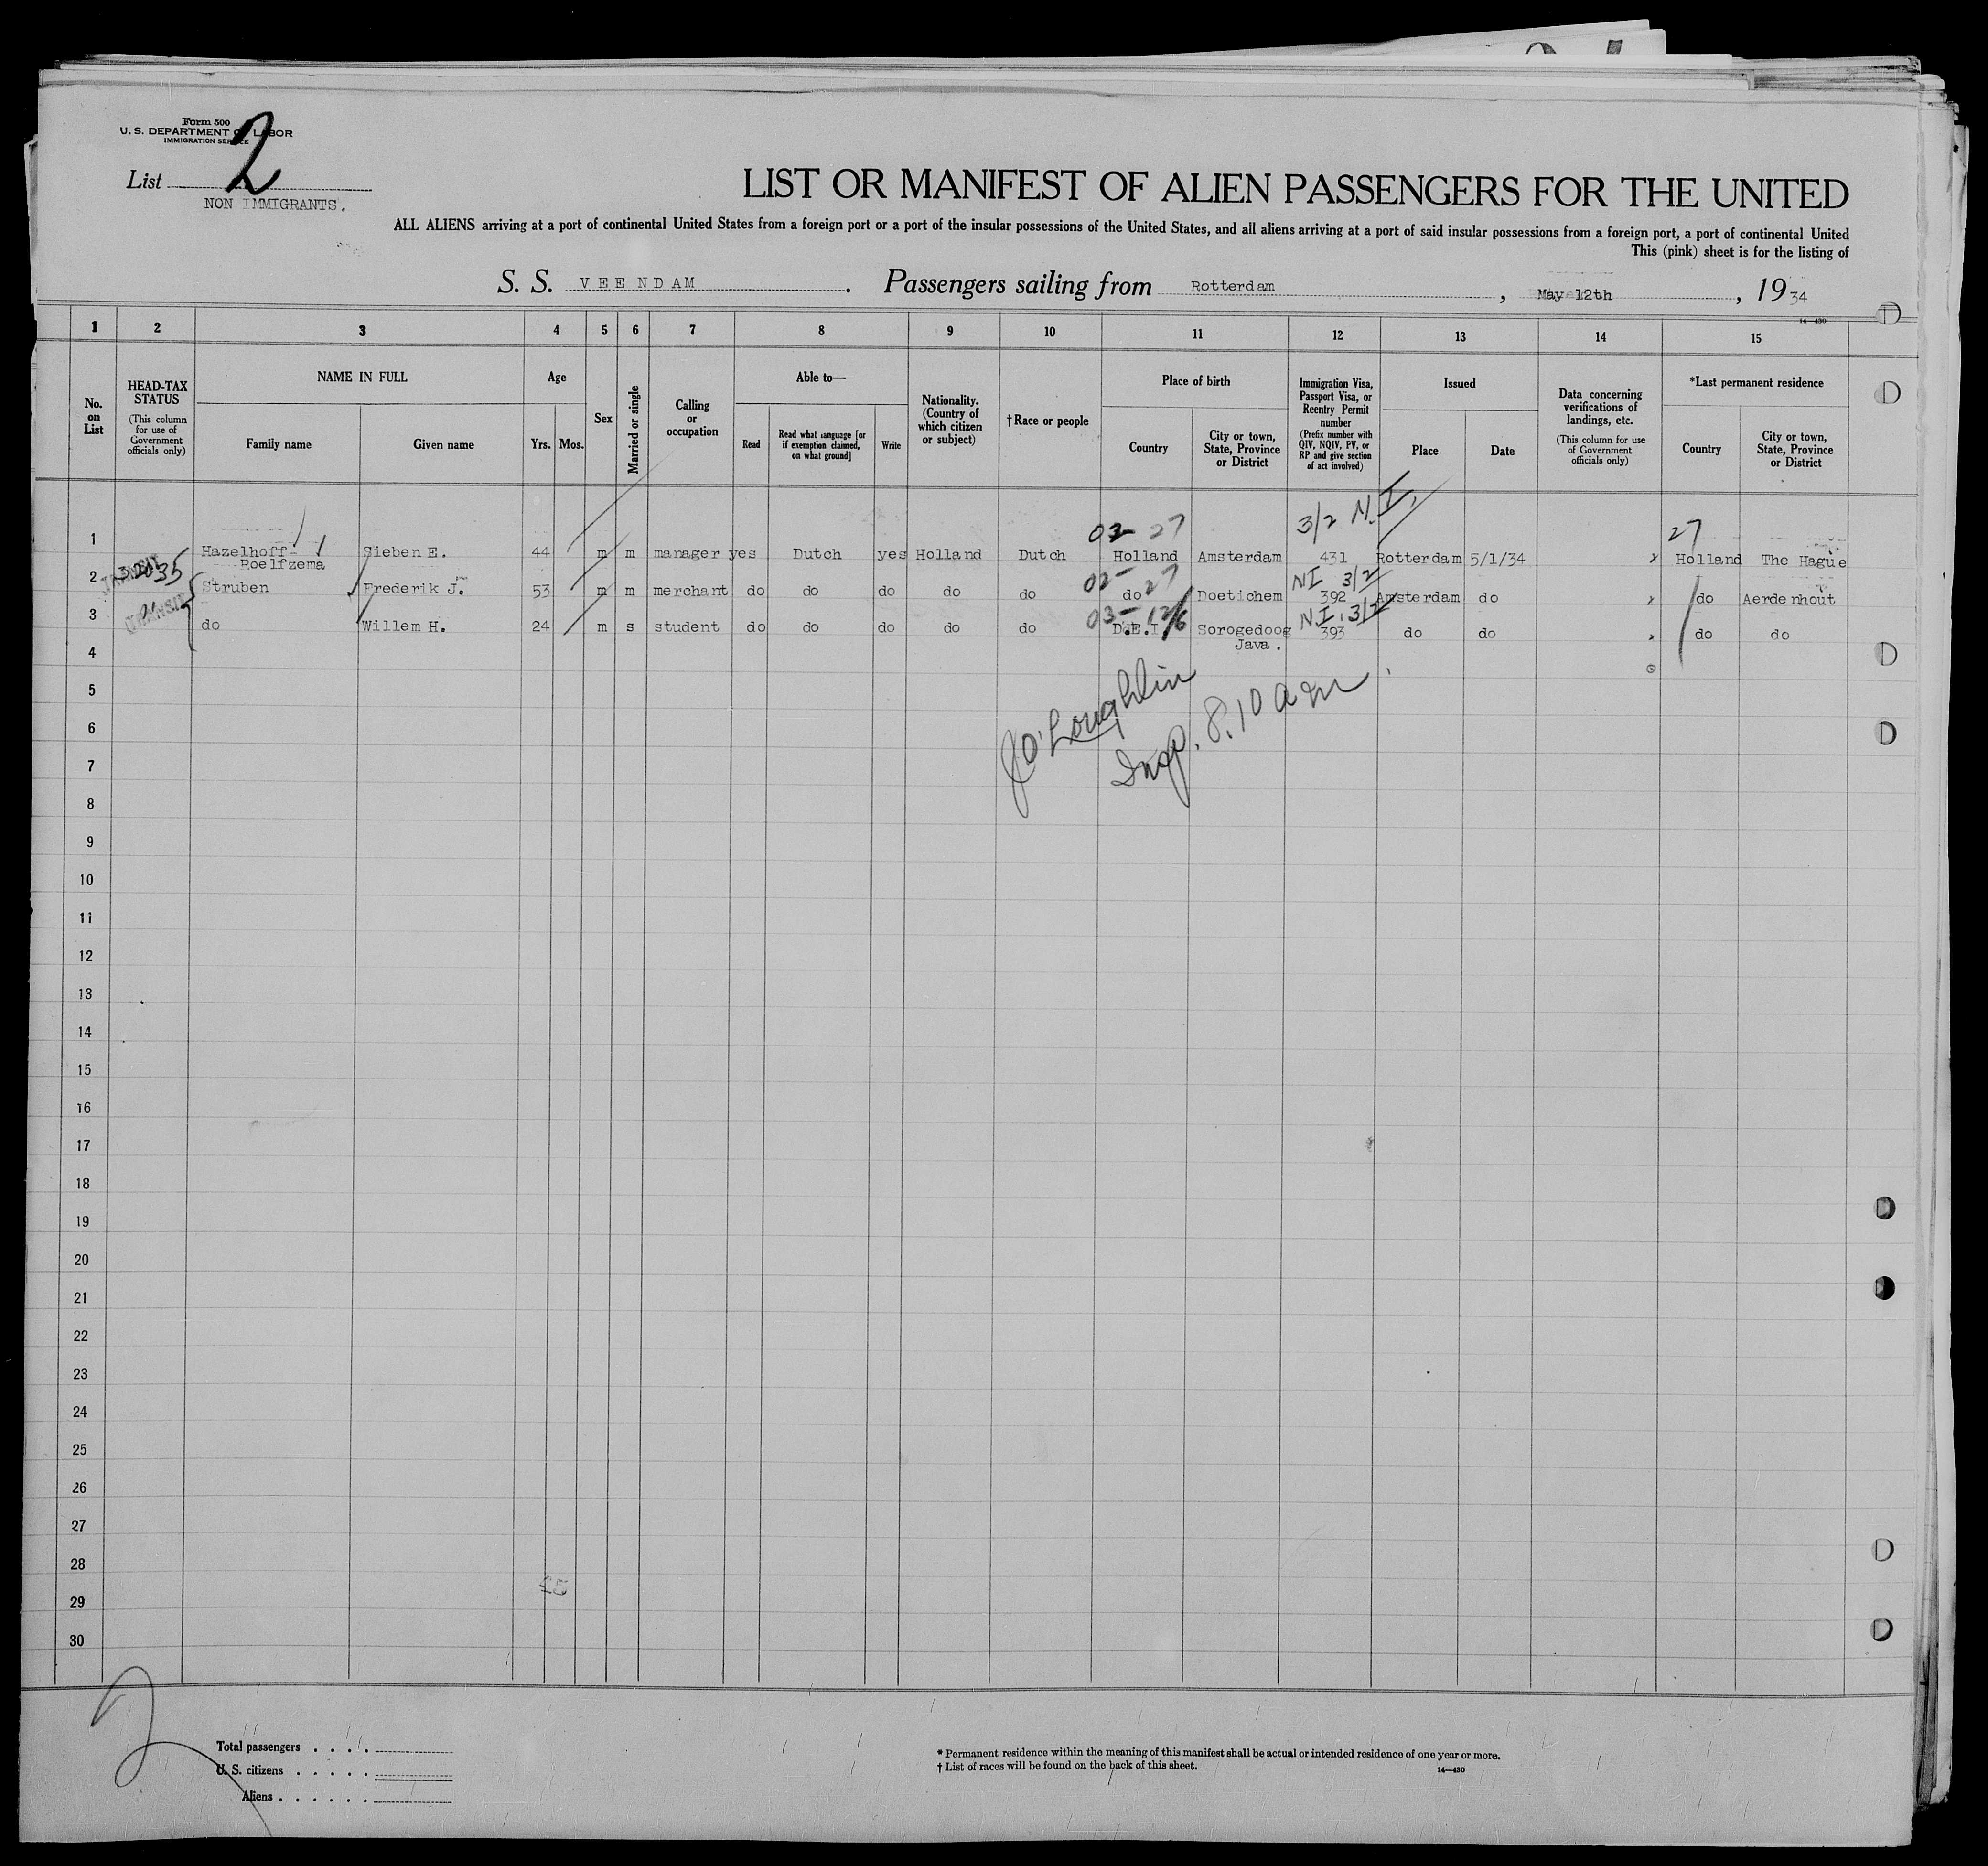 Form 500
U. S. DEPARTMENT OF LABOR
IMMIGRATION SERVICE
List 2
NON IMMIGRANTS.
LIST OR MANIFEST OF ALIEN PASSENGERS FOR THE UNITED
ALL ALIENS arriving at a port of continental United States from a foreign port or a port of the insular possessions of the United States, and all aliens arriving at a port of said insular possessions from a foreign port, a port of continental United
This (pink) sheet is for the listing of
S. S. VEENDAM. Passengers sailing from Rotterdam, May 12th, 1934
14—430
1 2 3 4 5 6 7 8 9 10 11 12 13 14 15
No. on List
HEAD-TAX STATUS (This column for use of Government officials only)
NAME IN FULL
Family name
Given name
Age
Yrs. Mos.
Sex
Married or single
Calling or occupation
Able to—
Read
Read what language [or if exemption claimed, on what ground]
Write
Nationality. (Country of which citizen or subject)
† Race or people
Place of birth
Country
City or town, State, Province or District
Immigration Visa, Passport Visa, or Reentry Permit number (Prefix number with QIV, NQIV, PV, or RP and give section of act involved)
Issued
Place
Date
Data concerning verifications of landings, etc. (This column for use of Government officials only)
*Last permanent residence
Country
City or town, State, Province or District
03- 27 3/2 N.I. 27
1 Hazelhoff- Roelfzema Sieben E. 44 m m manager yes Dutch yes Holland Dutch Holland Amsterdam 431 Rotterdam 5/1/34 x Holland The Hague
03- 27 NI 3/2
2 Struben Frederik J. 53 m m merchant do do do do do do Doetichem 392 Amsterdam do x do Aerdenhout
03- N.I. 3/2
3 do Willem H. 24 m s student do do do do do D.E.I. Sorogedoog Java. 393 do do x do do
4
5
6
7
8
9
10
11
12
13
14
15
16
17
18
19
20
21
22
23
24
25
26
27
28
29
30
J O'Loughlin
Insp. 8.10 am
2
Total passengers
U. S. citizens
Aliens
* Permanent residence within the meaning of this manifest shall be actual or intended residence of one year or more.
† List of races will be found on the back of this sheet.
14—430